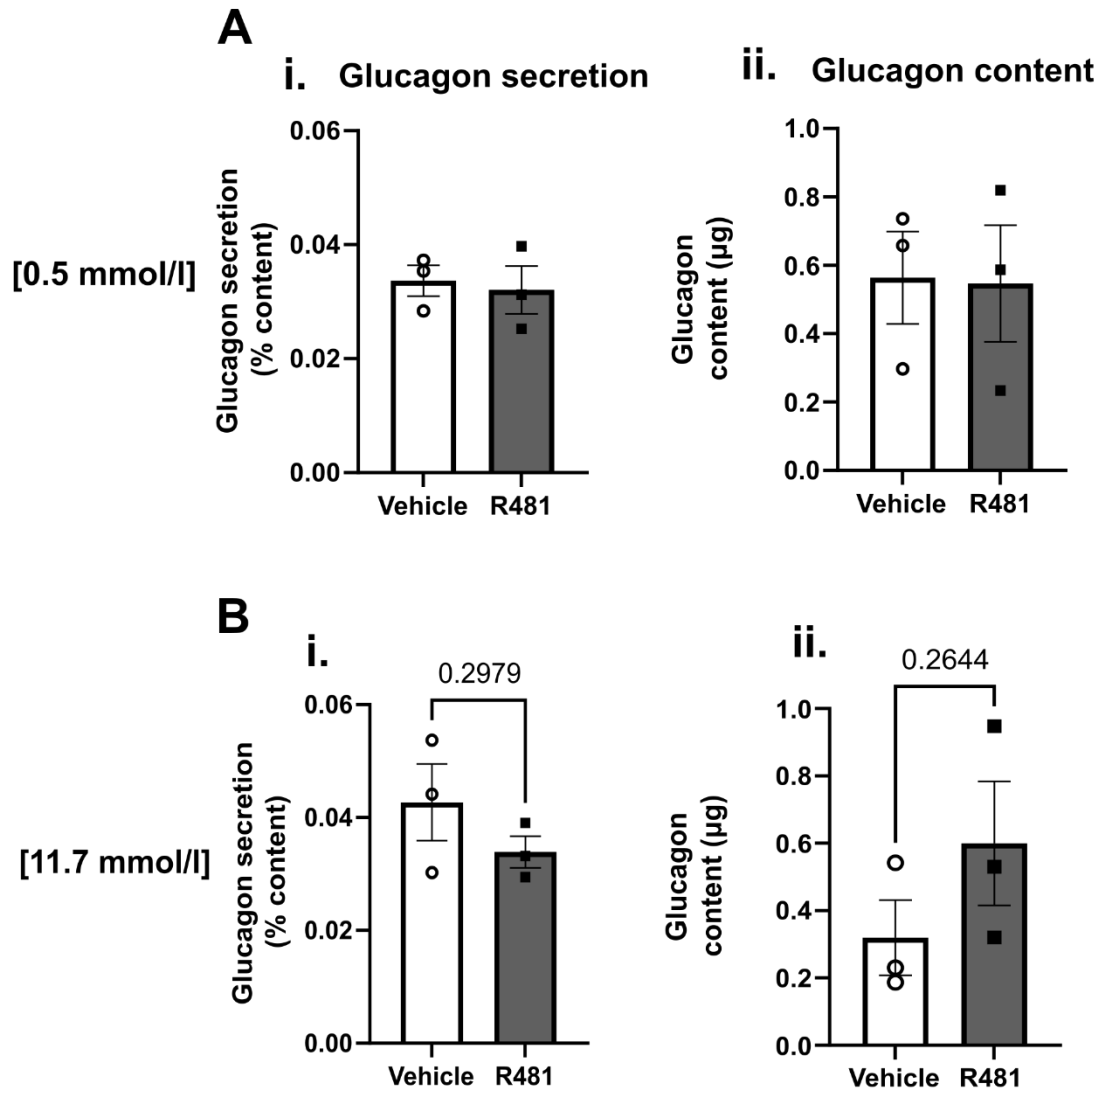 A
i. Glucagon secretion
ii. Glucagon content
[0.5 mmol/l]
Glucagon secretion
(% content)
0.06
0.04
0.02
0.00
Vehicle R481
Glucagon
content (µg)
1.0
0.8
0.6
0.4
0.2
0.0
Vehicle R481
B
i.
ii.
[11.7 mmol/l]
0.2979
Glucagon secretion
(% content)
0.06
0.04
0.02
0.00
Vehicle R481
0.2644
Glucagon
content (µg)
1.0
0.8
0.6
0.4
0.2
0.0
Vehicle R481